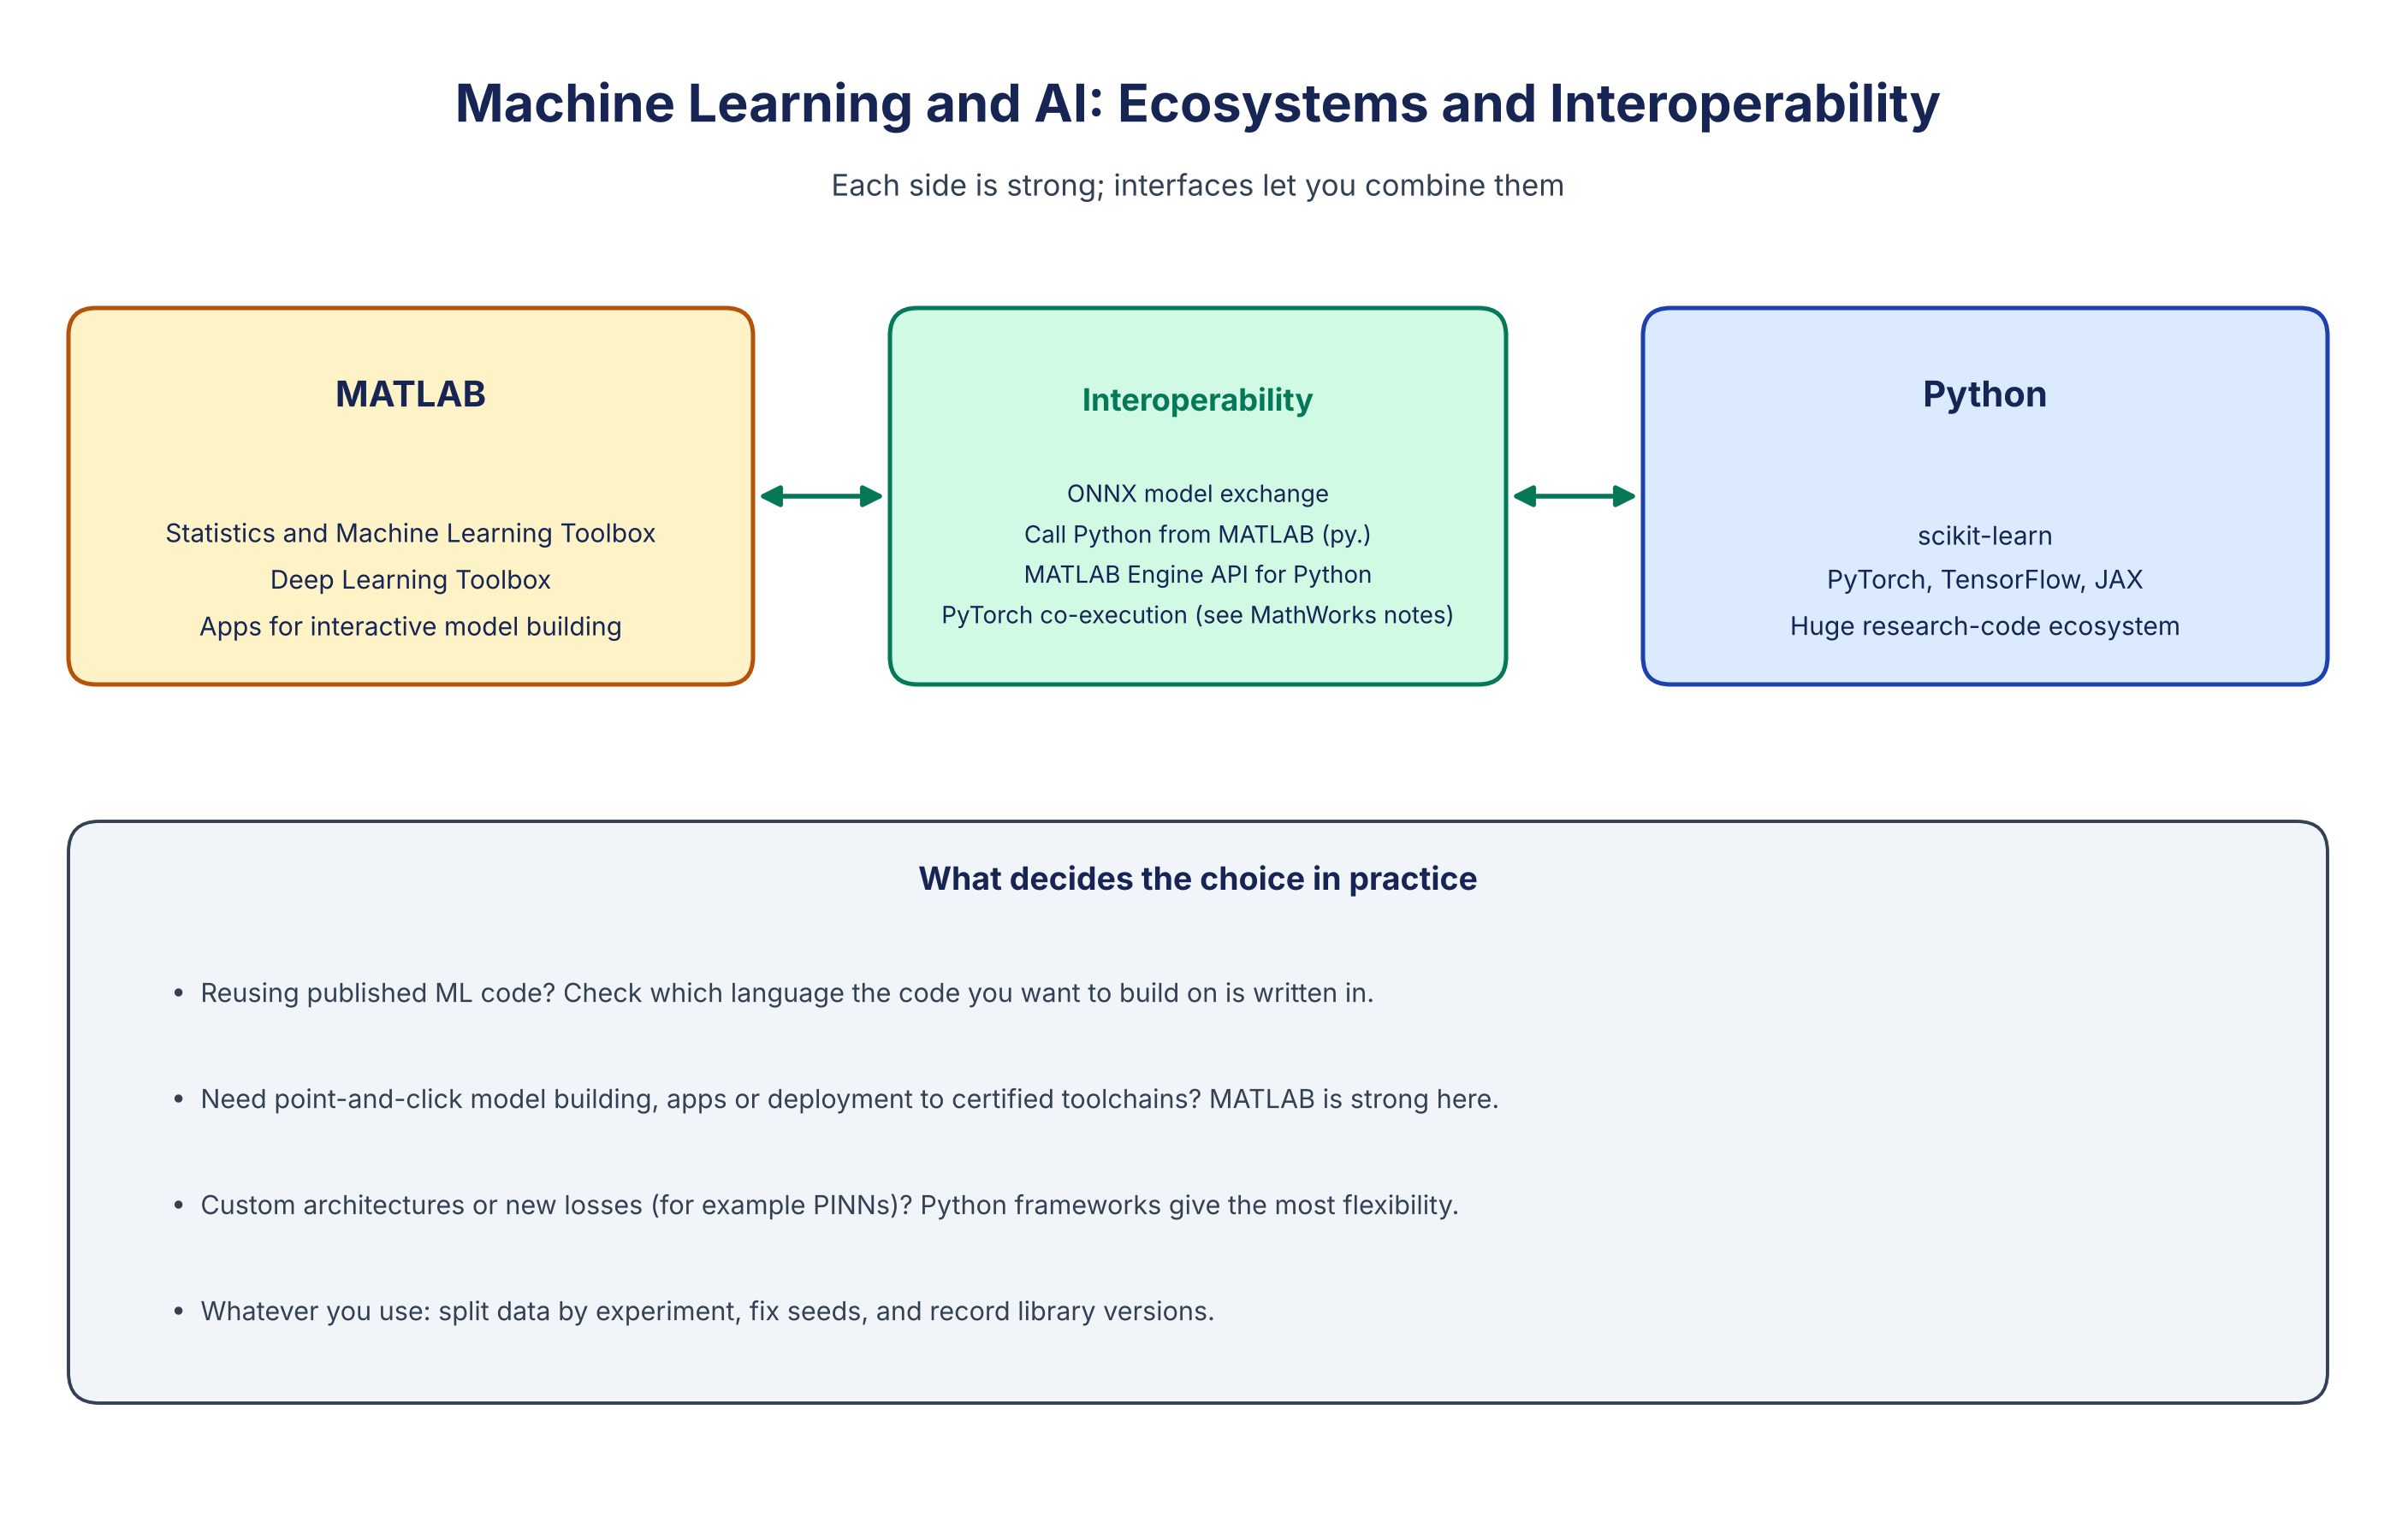 Machine Learning and AI: Ecosystems and Interoperability
Each side is strong; interfaces let you combine them
MATLAB
Statistics and Machine Learning Toolbox
Deep Learning Toolbox
Apps for interactive model building
Interoperability
ONNX model exchange
Call Python from MATLAB (py.)
MATLAB Engine API for Python
PyTorch co-execution (see MathWorks notes)
Python
scikit-learn
PyTorch, TensorFlow, JAX
Huge research-code ecosystem
What decides the choice in practice
• Reusing published ML code? Check which language the code you want to build on is written in.
• Need point-and-click model building, apps or deployment to certified toolchains? MATLAB is strong here.
• Custom architectures or new losses (for example PINNs)? Python frameworks give the most flexibility.
• Whatever you use: split data by experiment, fix seeds, and record library versions.